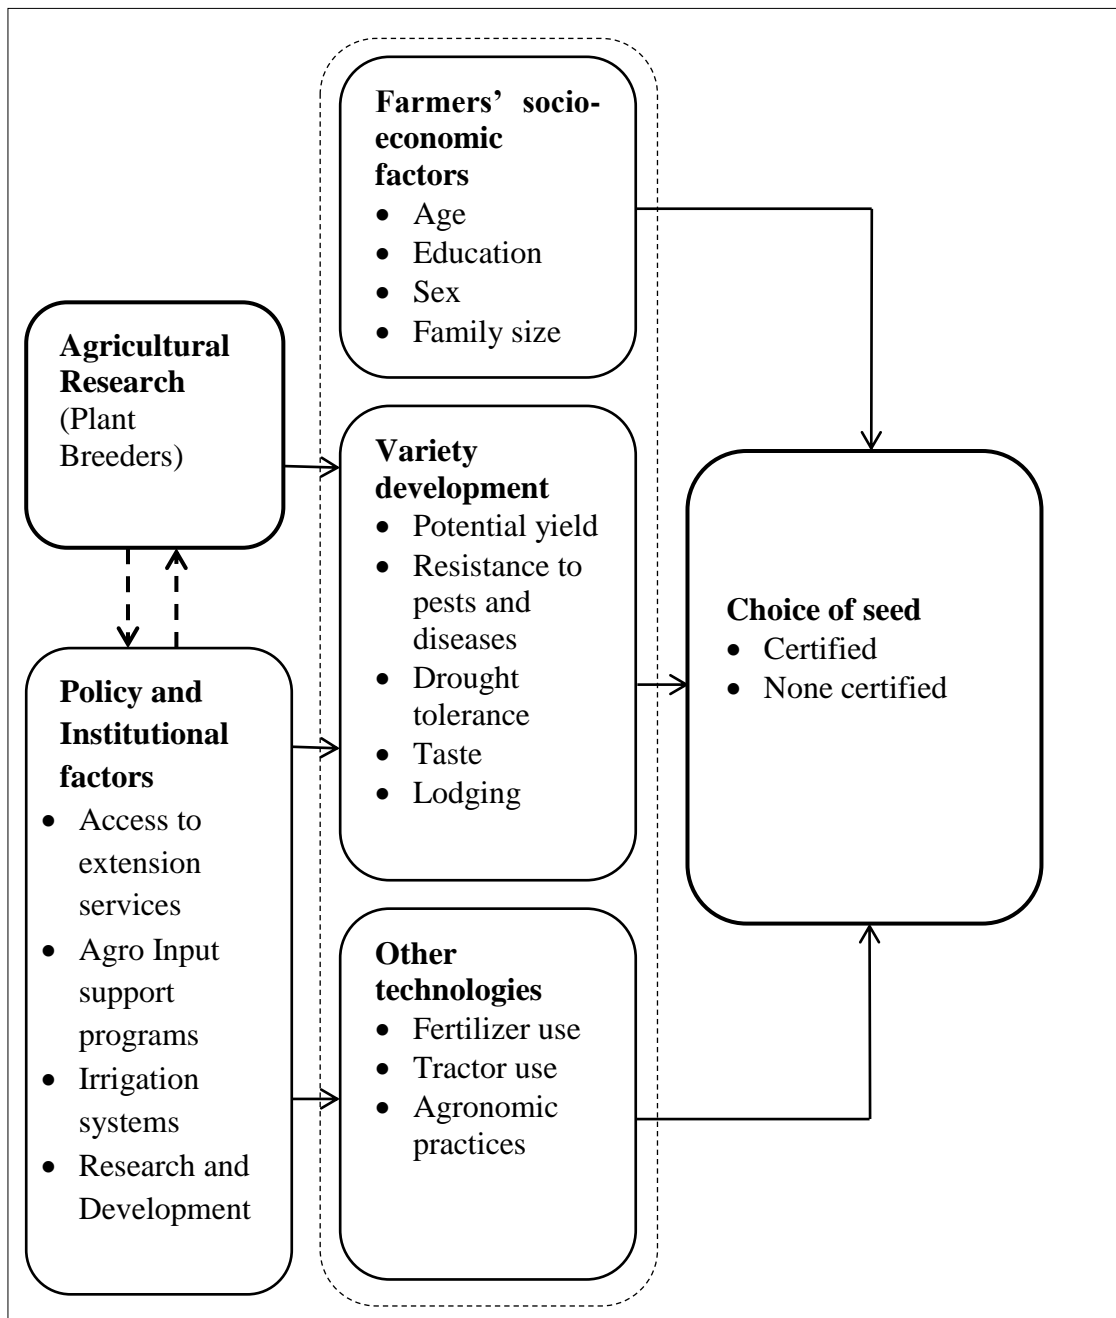 Farmers’ socio-
economic
factors
• Age
• Education
• Sex
• Family size
Agricultural
Research
(Plant
Breeders)
Variety
development
• Potential yield
• Resistance to
pests and
diseases
• Drought
tolerance
• Taste
• Lodging
Choice of seed
• Certified
• None certified
Policy and
Institutional
factors
• Access to
extension
services
• Agro Input
support
programs
• Irrigation
systems
• Research and
Development
Other
technologies
• Fertilizer use
• Tractor use
• Agronomic
practices